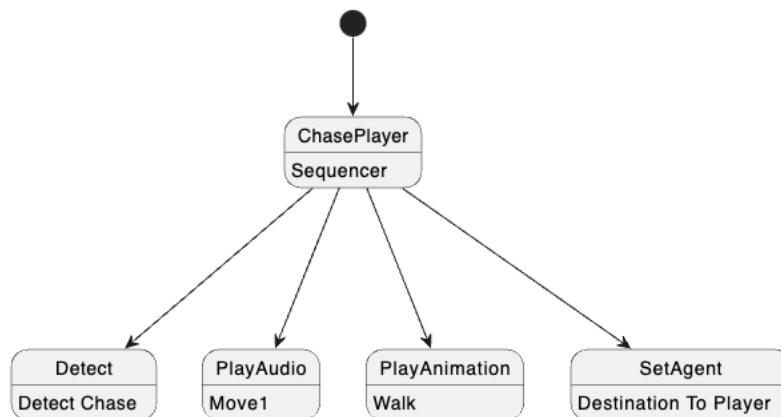 ChasePlayer
Sequencer
Detect
Detect Chase
PlayAudio
Move1
PlayAnimation
Walk
SetAgent
Destination To Player